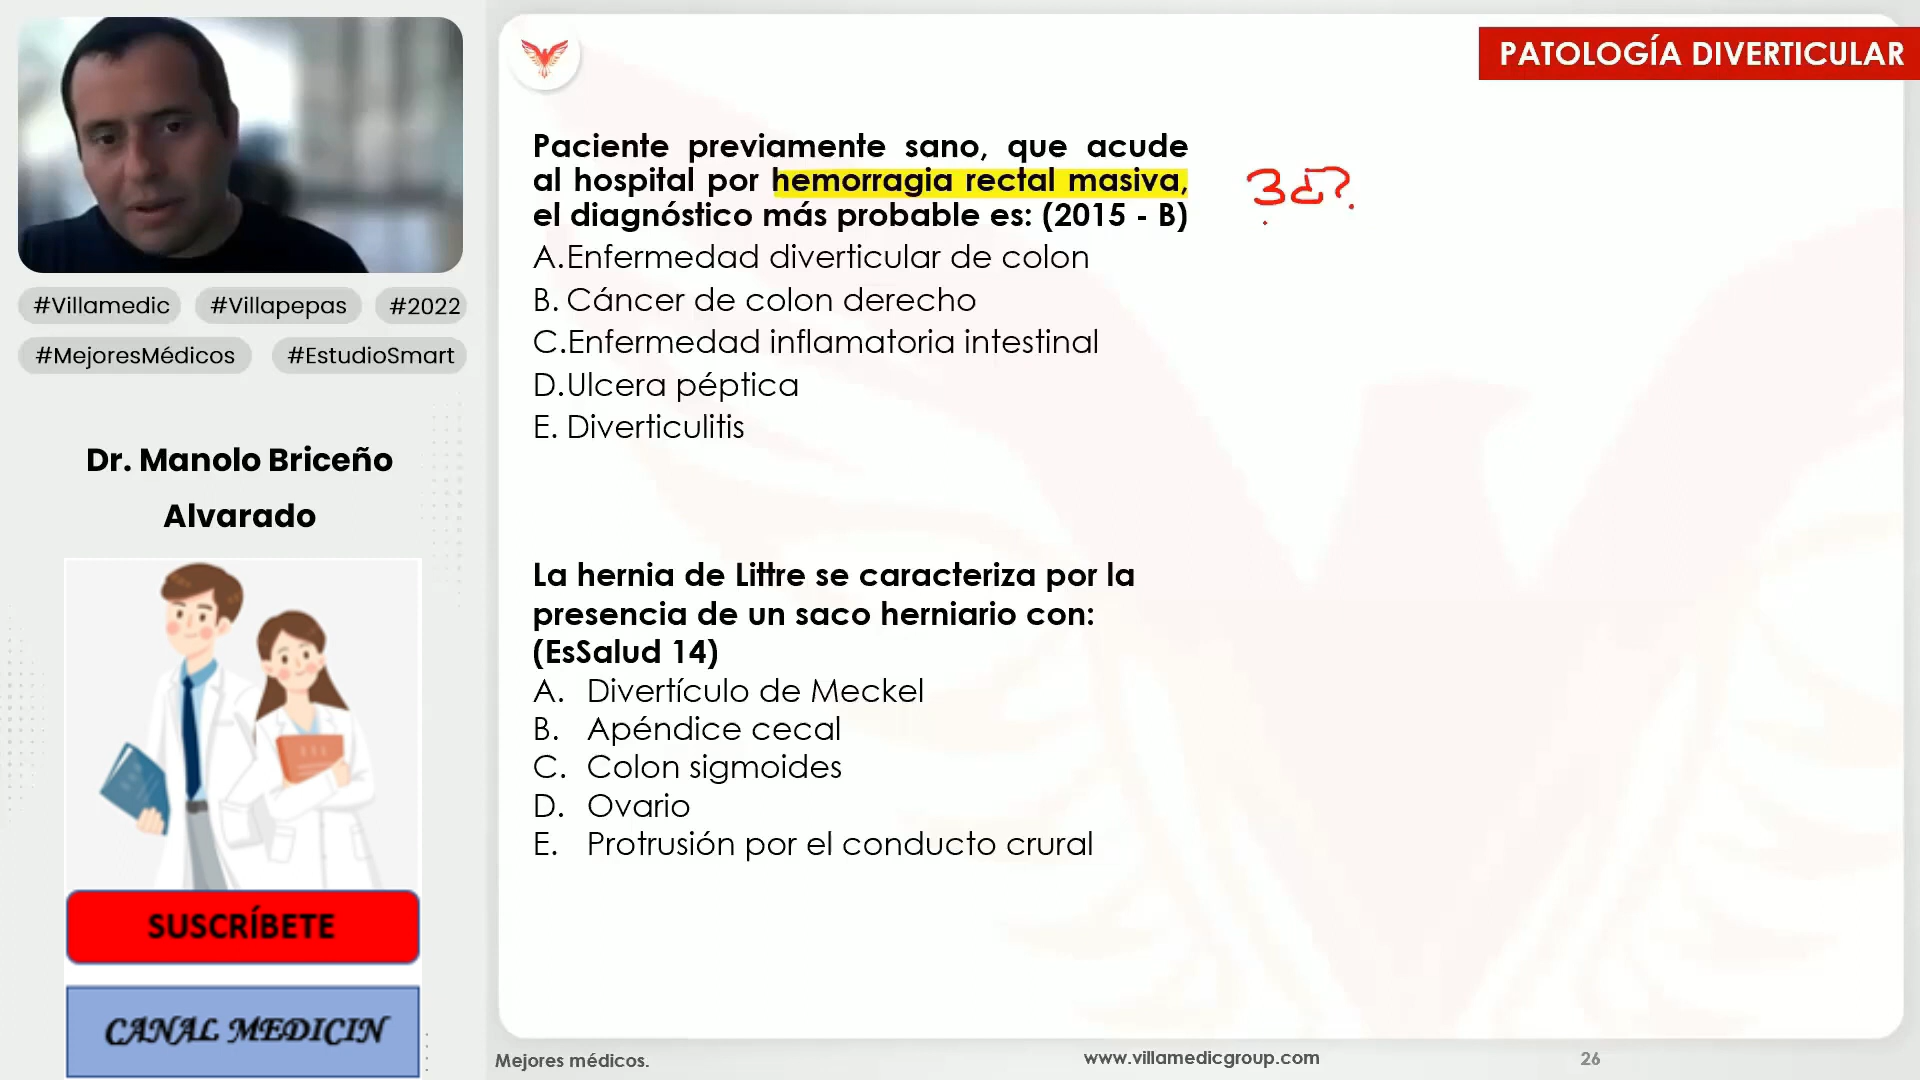 #Villamedic #Villapepas #2022
#MejoresMédicos #EstudioSmart
Dr. Manolo Briceño
Alvarado
SUSCRÍBETE
CANAL MEDICIN
PATOLOGÍA DIVERTICULAR
Paciente previamente sano, que acude
al hospital por hemorragia rectal masiva,
el diagnóstico más probable es: (2015 - B)
A.Enfermedad diverticular de colon
B. Cáncer de colon derecho
C.Enfermedad inflamatoria intestinal
D.Ulcera péptica
E. Diverticulitis
La hernia de Littre se caracteriza por la
presencia de un saco herniario con:
(EsSalud 14)
A. Divertículo de Meckel
B. Apéndice cecal
C. Colon sigmoides
D. Ovario
E. Protrusión por el conducto crural
Mejores médicos.
www.villamedicgroup.com
26